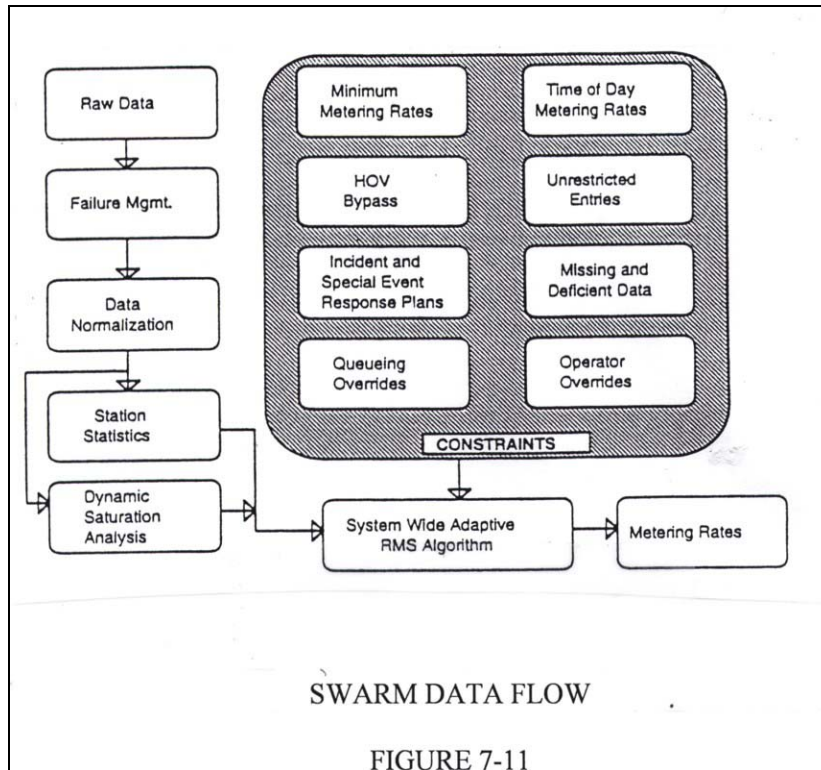 Raw Data
Failure Mgmt.
Data
Normalization
Station
Statistics
Dynamic
Saturation
Analysis
Minimum
Metering Rates
Time of Day
Metering Rates
HOV
Bypass
Unrestricted
Entries
Incident and
Special Event
Response Plans
Missing and
Deficient Data
Queueing
Overrides
Operator
Overrides
CONSTRAINTS
System Wide Adaptive
RMS Algorithm
Metering Rates
SWARM DATA FLOW
FIGURE 7-11